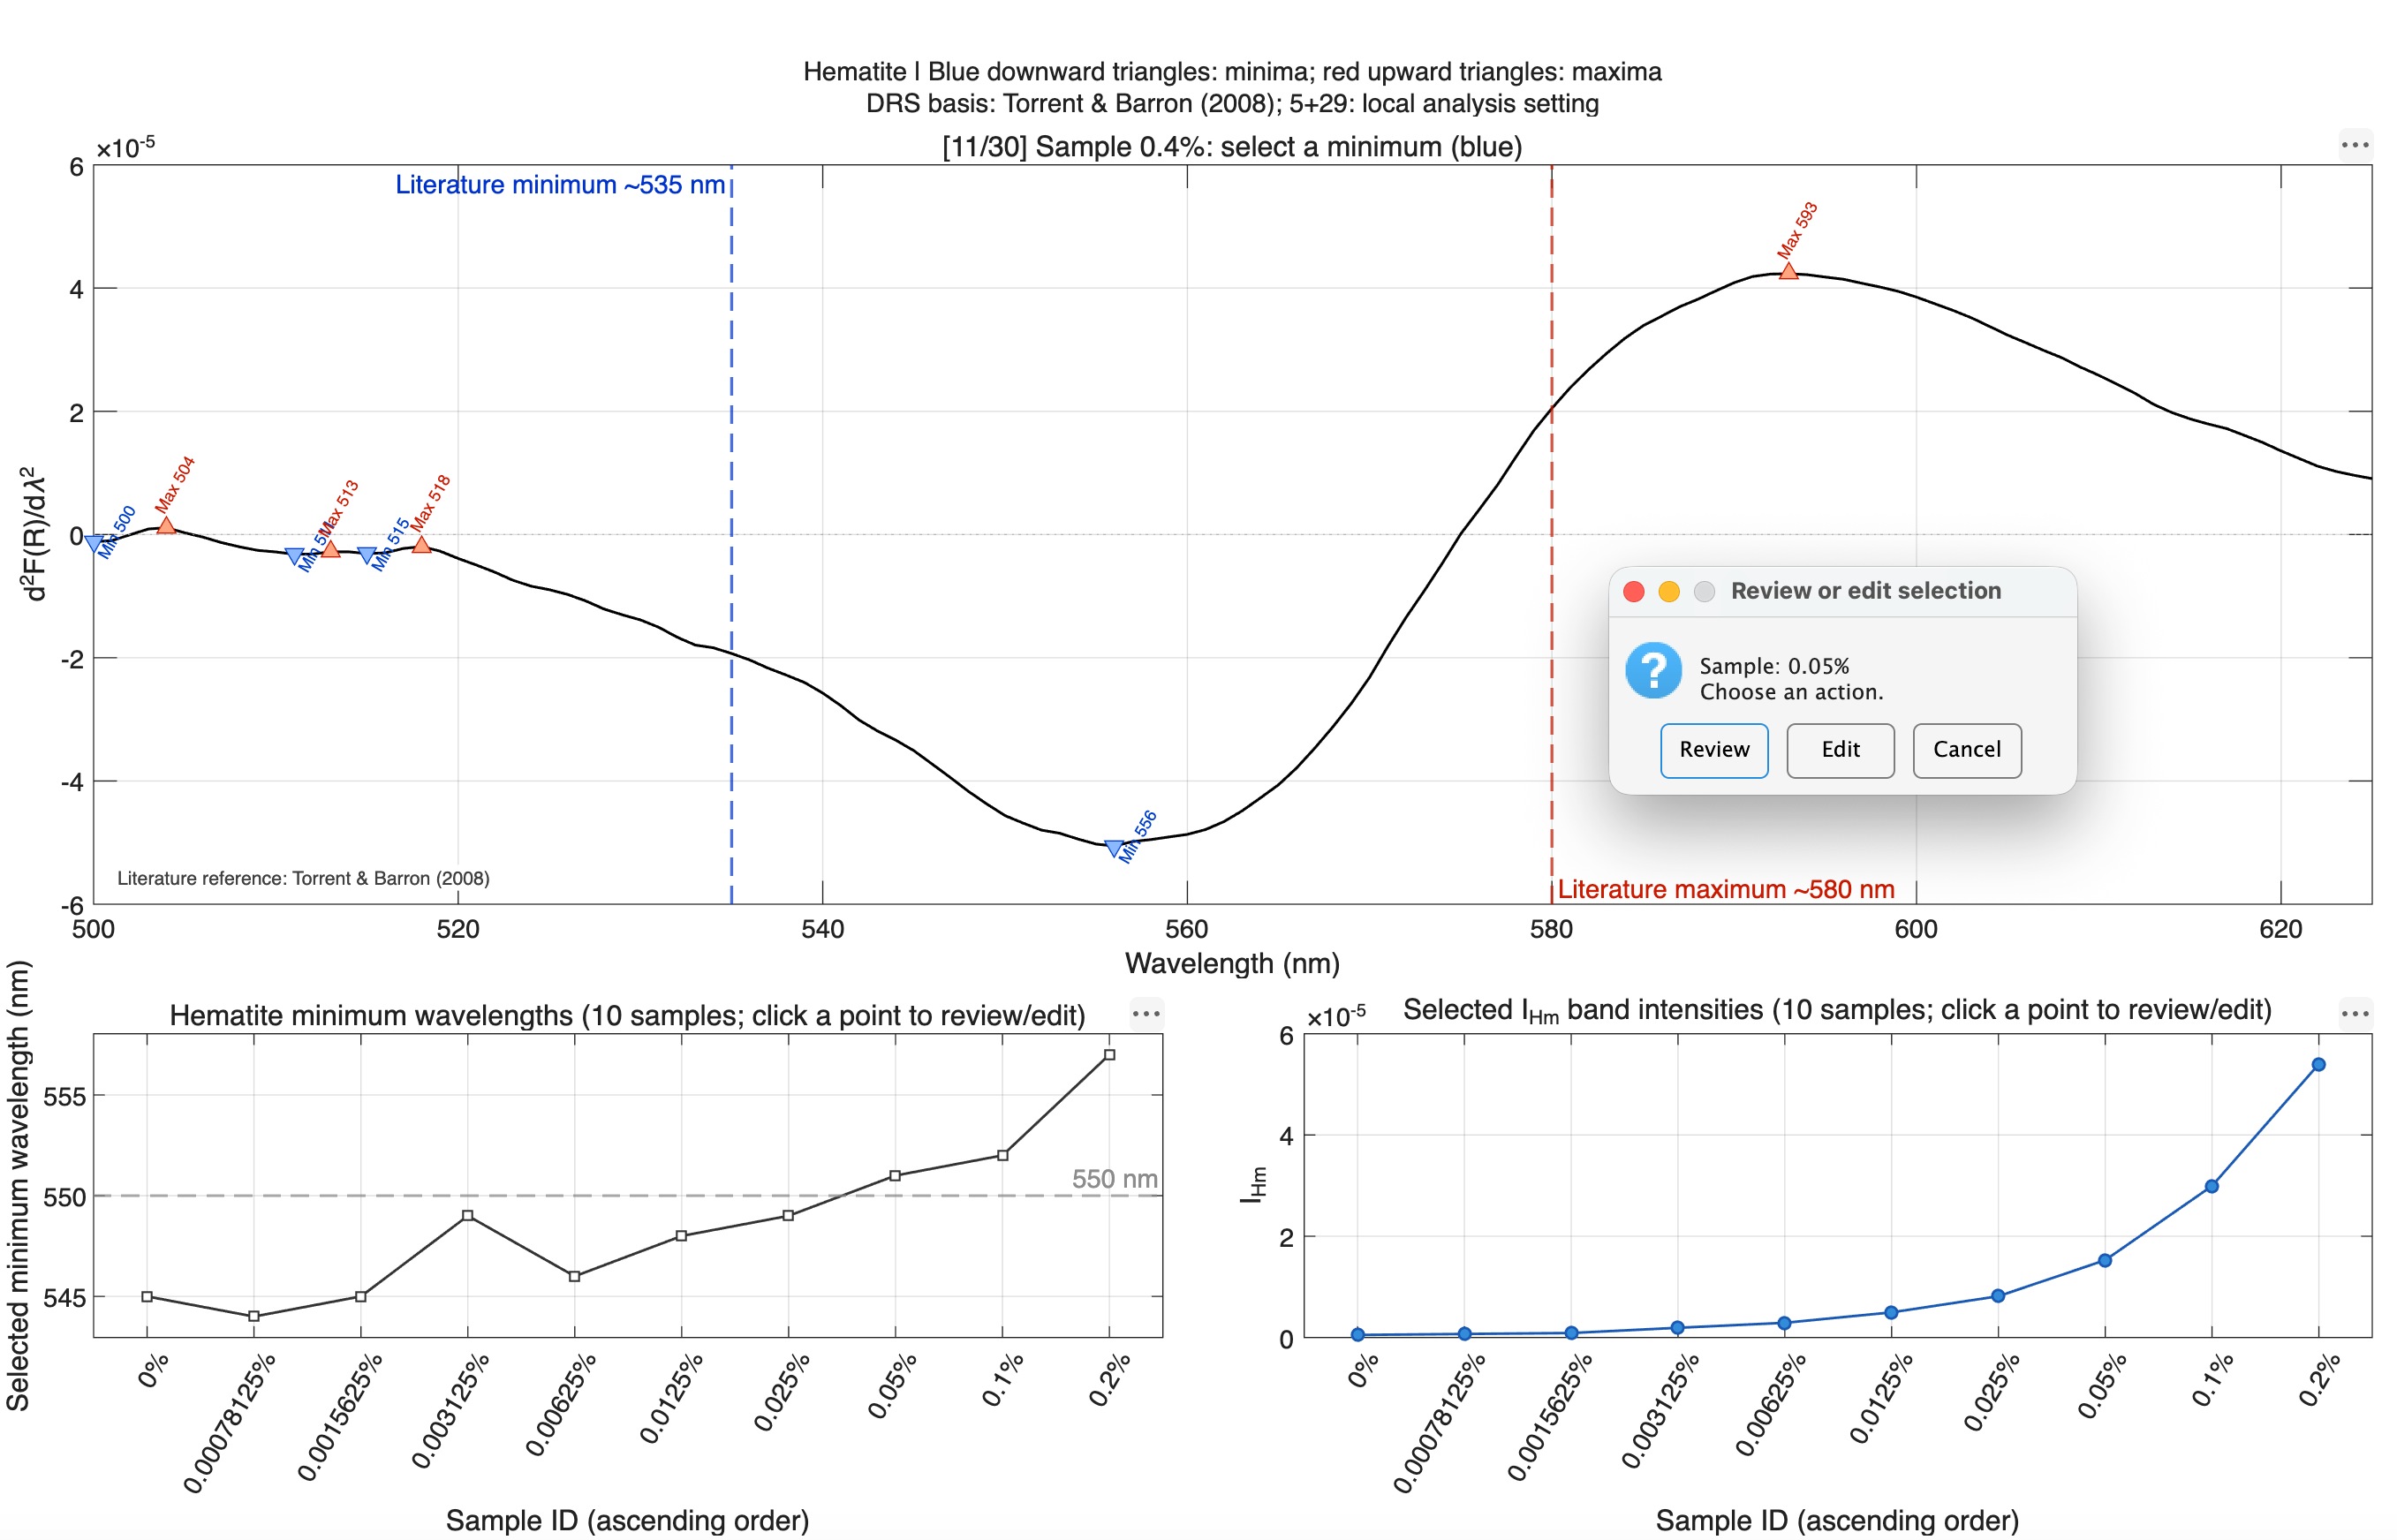 Hematite | Blue downward triangles: minima; red upward triangles: maxima
DRS basis: Torrent & Barron (2008); 5+29: local analysis setting
[11/30] Sample 0.4%: select a minimum (blue)
×10⁻⁵
Literature minimum ~535 nm
Literature maximum ~580 nm
Literature reference: Torrent & Barron (2008)
Min 500
Max 504
Max 513
Min 515
Max 518
Min 556
Max 593
6
4
2
0
-2
-4
-6
d²F(R)/dλ²
500 520 540 560 580 600 620
Wavelength (nm)
Review or edit selection
?
Sample: 0.05%
Choose an action.
Review Edit Cancel
Hematite minimum wavelengths (10 samples; click a point to review/edit)
Selected minimum wavelength (nm)
555
550
545
550 nm
0% 0.00078125% 0.0015625% 0.003125% 0.00625% 0.0125% 0.025% 0.05% 0.1% 0.2%
Sample ID (ascending order)
Selected I_Hm band intensities (10 samples; click a point to review/edit)
×10⁻⁵
I_Hm
6
4
2
0
0% 0.00078125% 0.0015625% 0.003125% 0.00625% 0.0125% 0.025% 0.05% 0.1% 0.2%
Sample ID (ascending order)